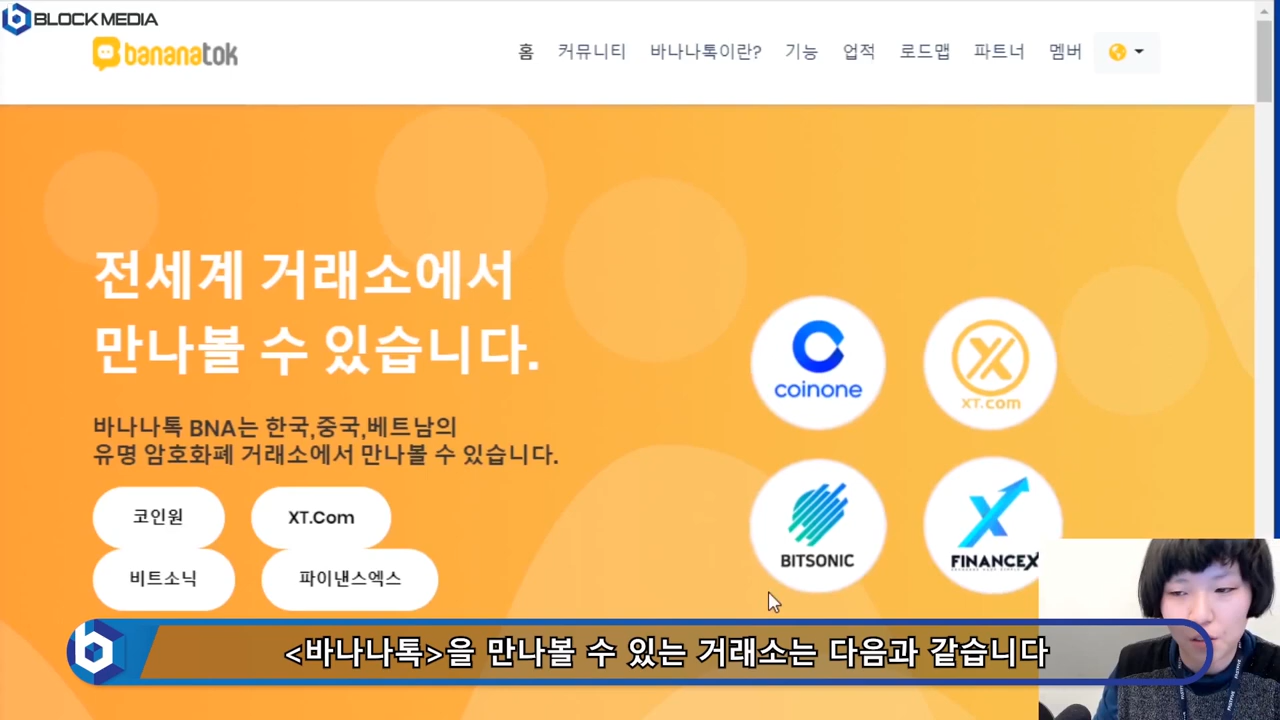 BLOCK MEDIA
bananatok
홈 커뮤니티 바나나톡이란? 기능 업적 로드맵 파트너 멤버
전세계 거래소에서
만나볼 수 있습니다.
바나나톡 BNA는 한국,중국,베트남의
유명 암호화폐 거래소에서 만나볼 수 있습니다.
코인원 XT.Com
비트소닉 파이낸스엑스
coinone
XT.com
BITSONIC
FINANCEX
<바나나톡>을 만나볼 수 있는 거래소는 다음과 같습니다